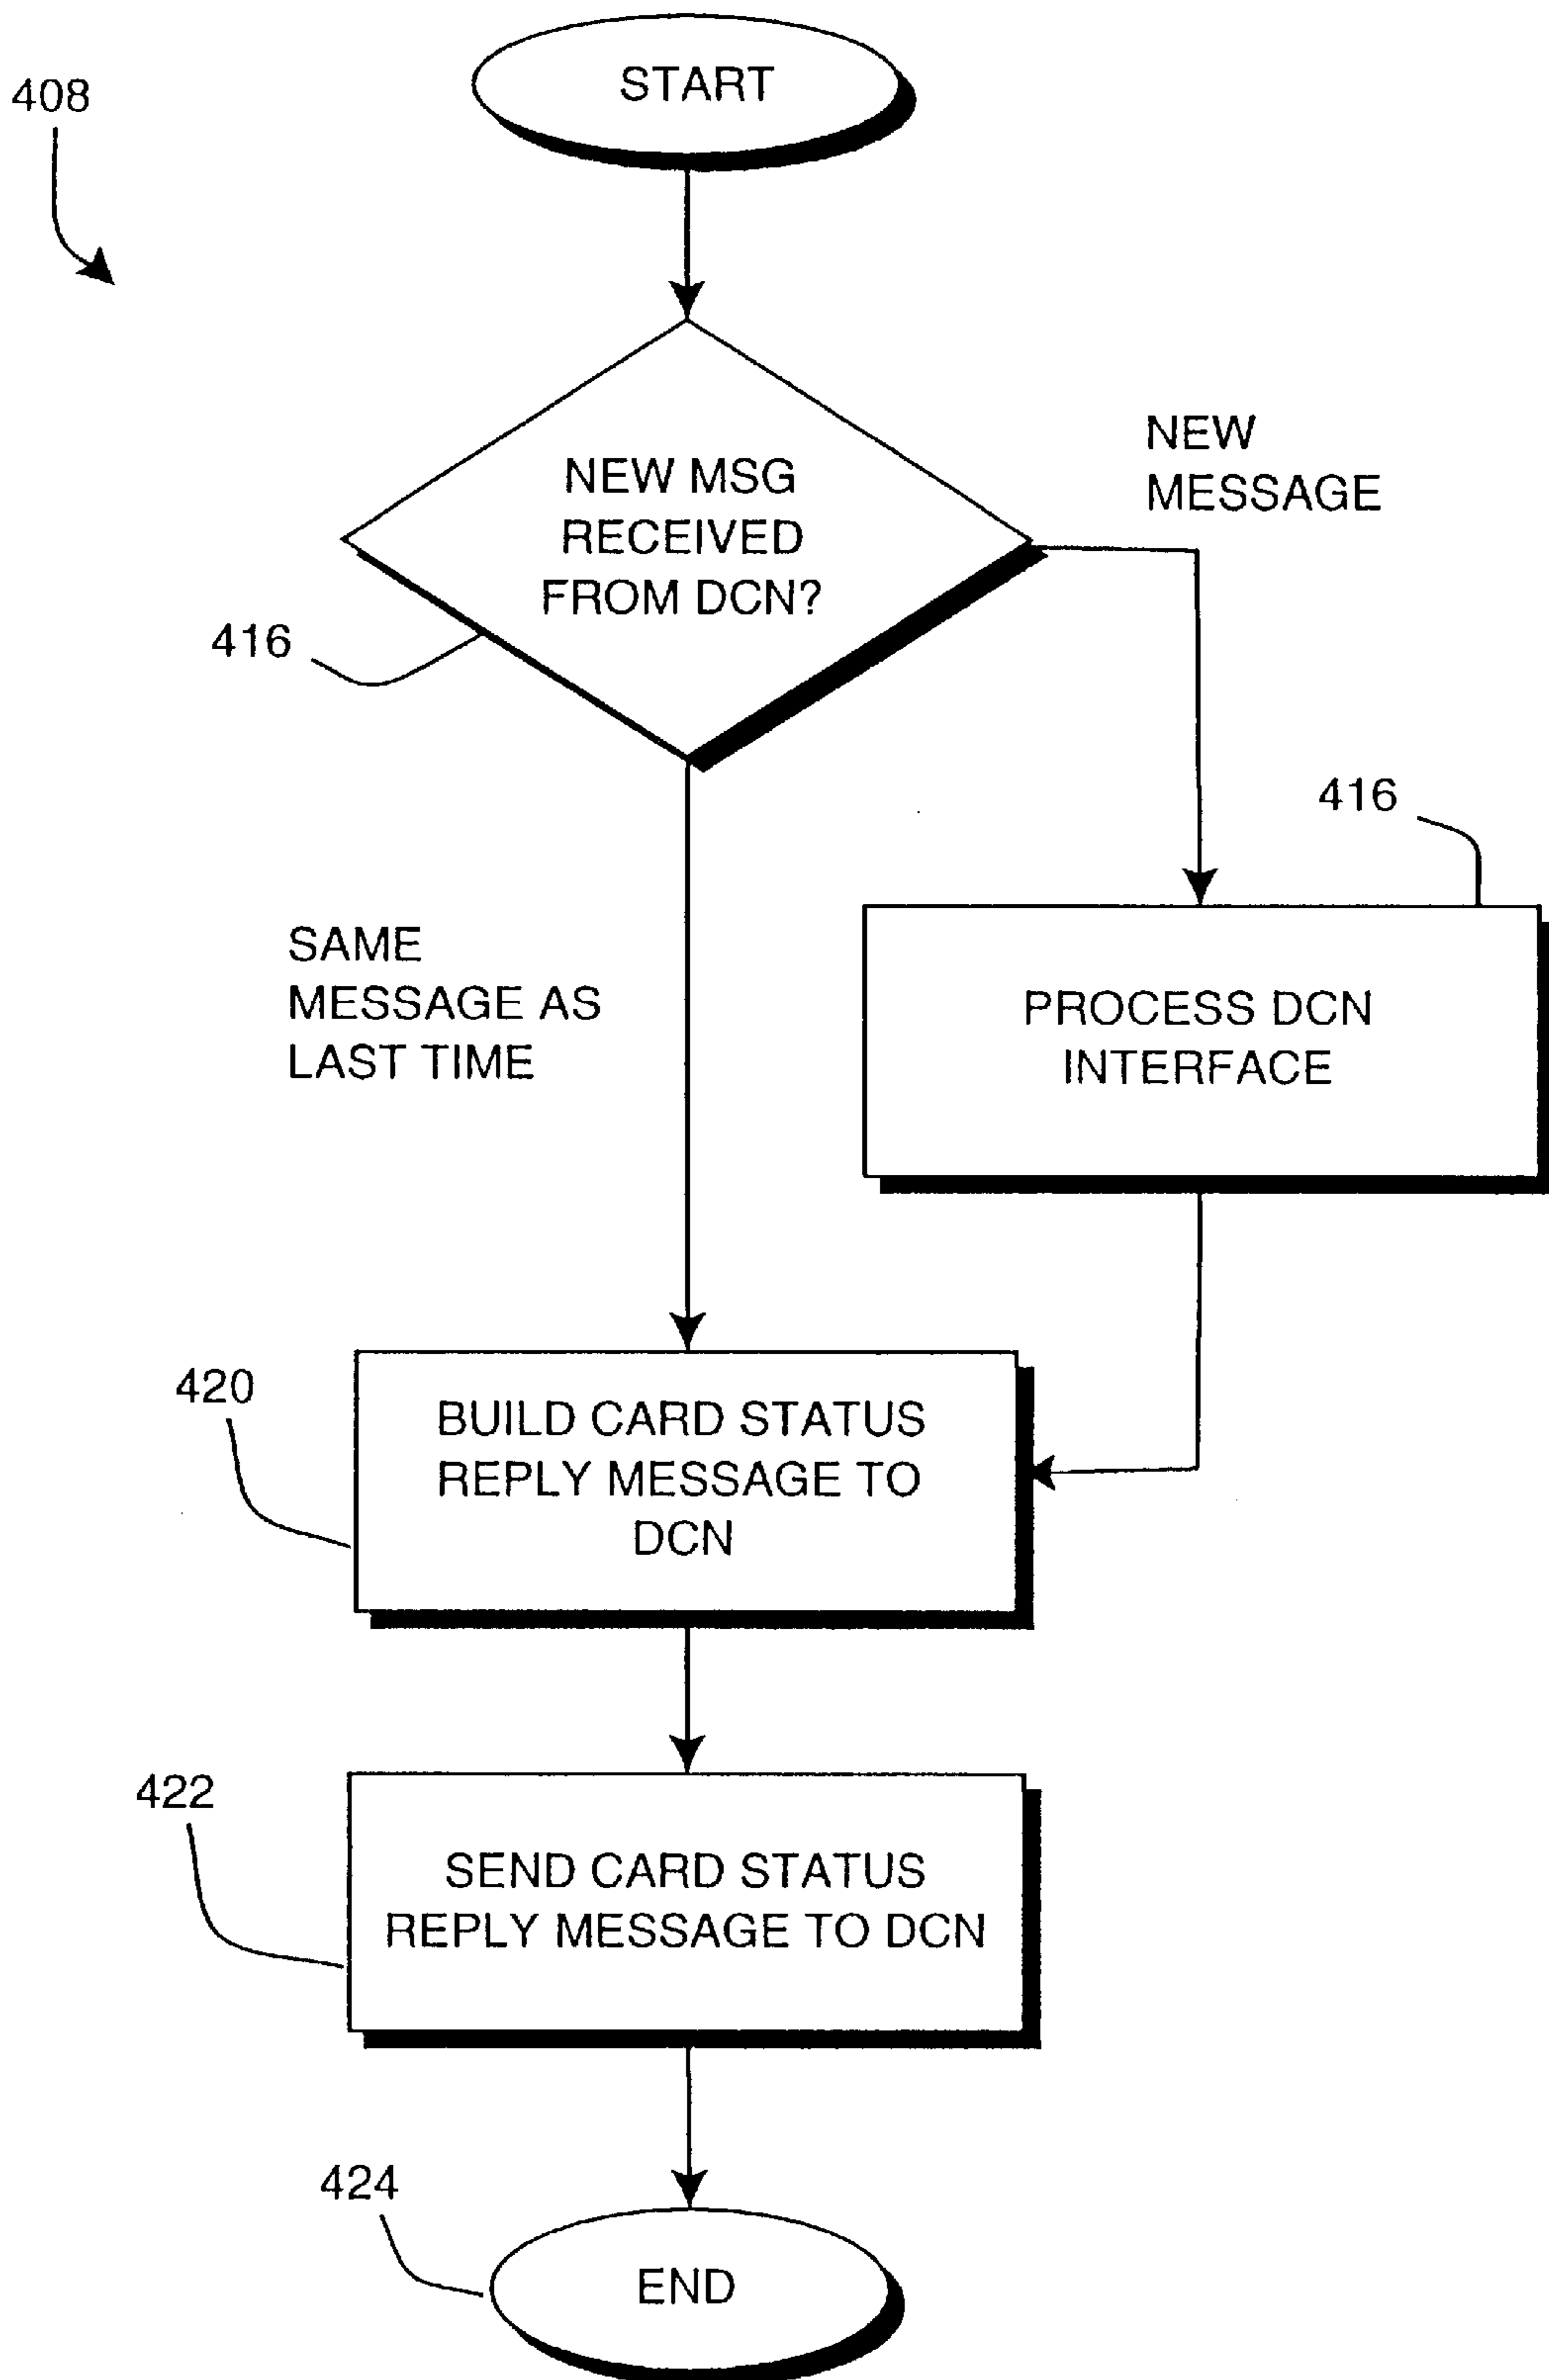 START
408
NEW MSG
RECEIVED
FROM DCN?
NEW
MESSAGE
416
416
SAME
MESSAGE AS
LAST TIME
PROCESS DCN
INTERFACE
420
BUILD CARD STATUS
REPLY MESSAGE TO
DCN
422
SEND CARD STATUS
REPLY MESSAGE TO DCN
424
END